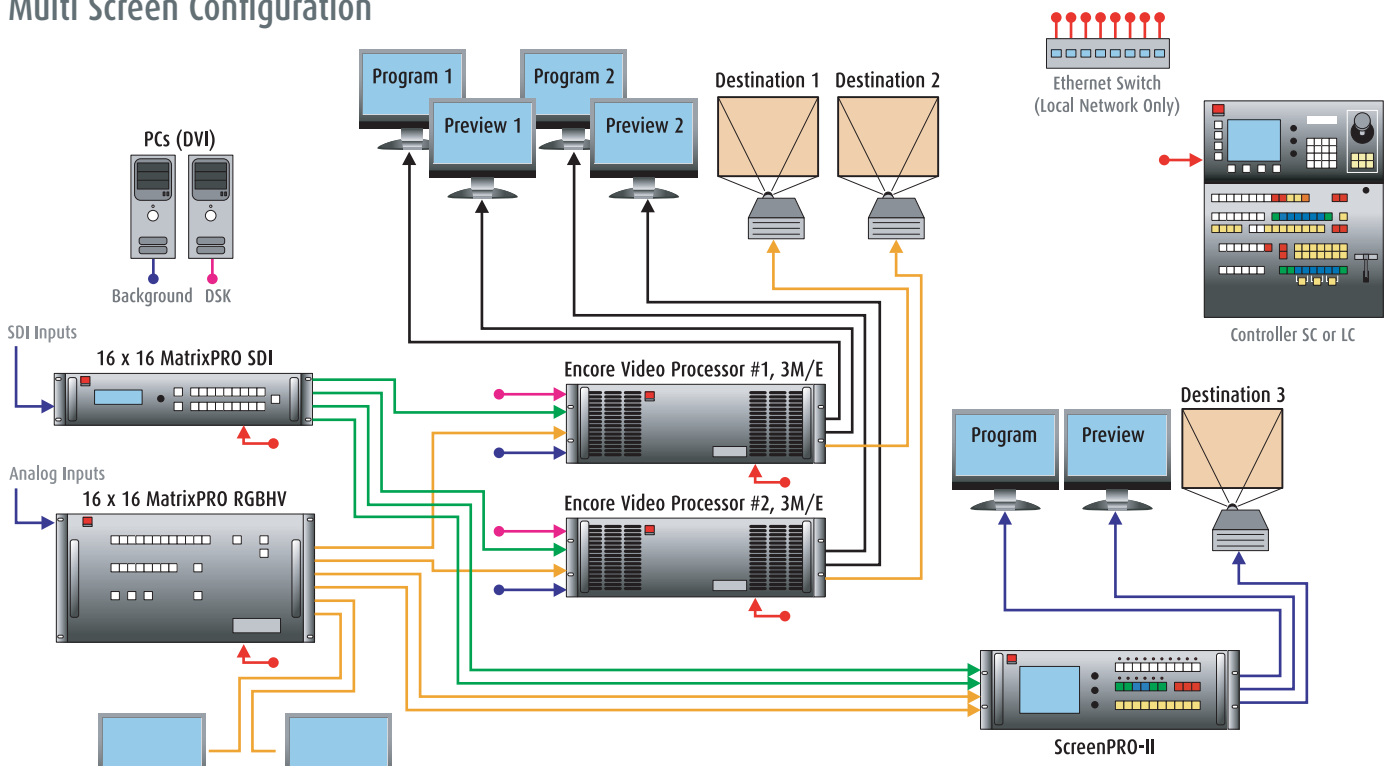 Multi Screen Configuration
Program 1
Preview 1
Program 2
Preview 2
Destination 1
Destination 2
Ethernet Switch
(Local Network Only)
PCs (DVI)
Background
DSK
Controller SC or LC
SDI Inputs
16 x 16 MatrixPRO SDI
Encore Video Processor #1, 3M/E
Analog Inputs
16 x 16 MatrixPRO RGBHV
Encore Video Processor #2, 3M/E
Program
Preview
Destination 3
ScreenPRO-II